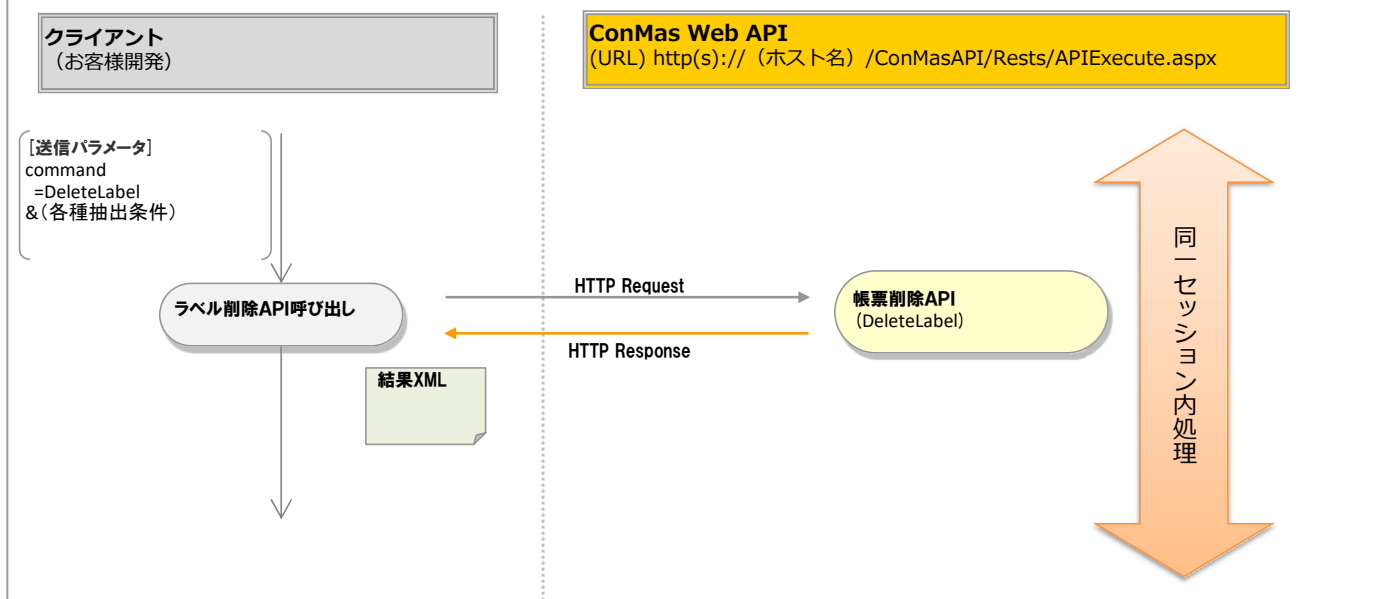 クライアント
（お客様開発）
ConMas Web API
(URL) http(s)://（ホスト名）/ConMasAPI/Rests/APIExecute.aspx
[送信パラメータ]
command
=DeleteLabel
&（各種抽出条件）
ラベル削除API呼び出し
HTTP Request
HTTP Response
帳票削除API
（DeleteLabel）
結果XML
同一セッション内処理